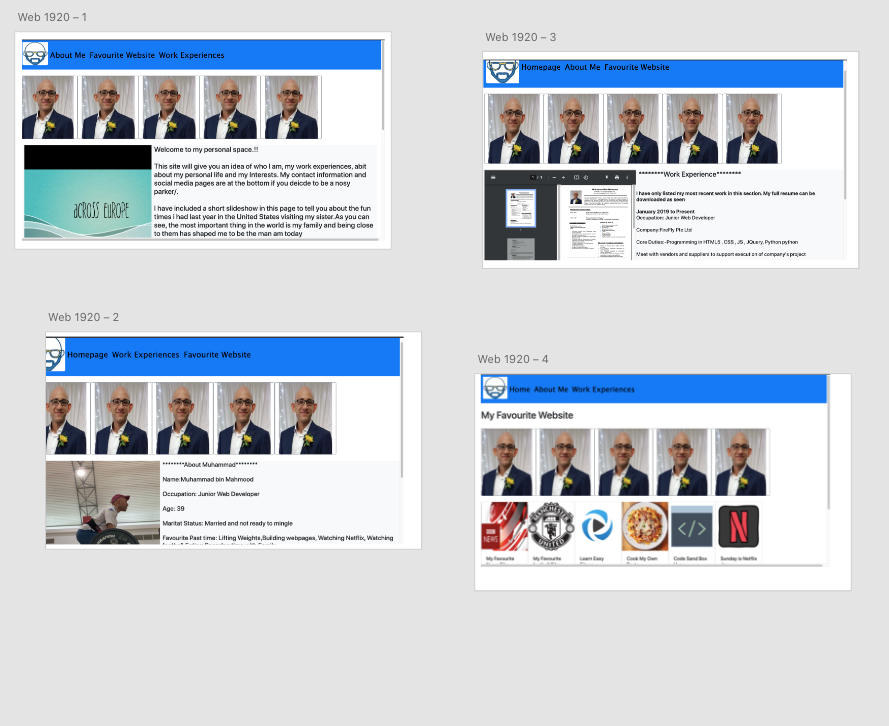 Web 1920 – 1
About Me Favourite Website Work Experiences
Welcome to my personal space.!!
This site will give you an idea of who I am, my work experiences, abit
about my personal life and my Interests. My contact information and
social media pages are at the bottom if you deicde to be a nosy
parker/.
I have included a short slideshow in this page to tell you about the fun
times i had last year in the United States visiting my sister.As you can
see, the most important thing in the world is my family and being close
to them has shaped me to be the man am today
ACROSS EUROPE
Web 1920 – 3
Homepage About Me Favourite Website
********Work Experience********
I have only listed my most recent work in this section. My full resume can be
downloaded as seen
January 2019 to Present
Occupation: Junior Web Developer
Company:FireFly Pte Ltd
Core Duties:-Programming in HTML5 , CSS , JS , JQuery, Python python
Meet with vendors and suppliers to support execution of company's project
Web 1920 – 2
Homepage Work Experiences Favourite Website
********About Muhammad********
Name:Muhammad bin Mahmood
Occupation: Junior Web Developer
Age: 39
Maritat Status: Married and not ready to mingle
Favourite Past time: Lifting Weights,Building webpages, Watching Netflix, Watching
Web 1920 – 4
Home About Me Work Experiences
My Favourite Website
BBC
NEWS
MANCHESTER
UNITED
</>
N
My Favourite
My Favourite
Learn Easy
Cook My Own
Code Sand Box
Sunday is Netflix